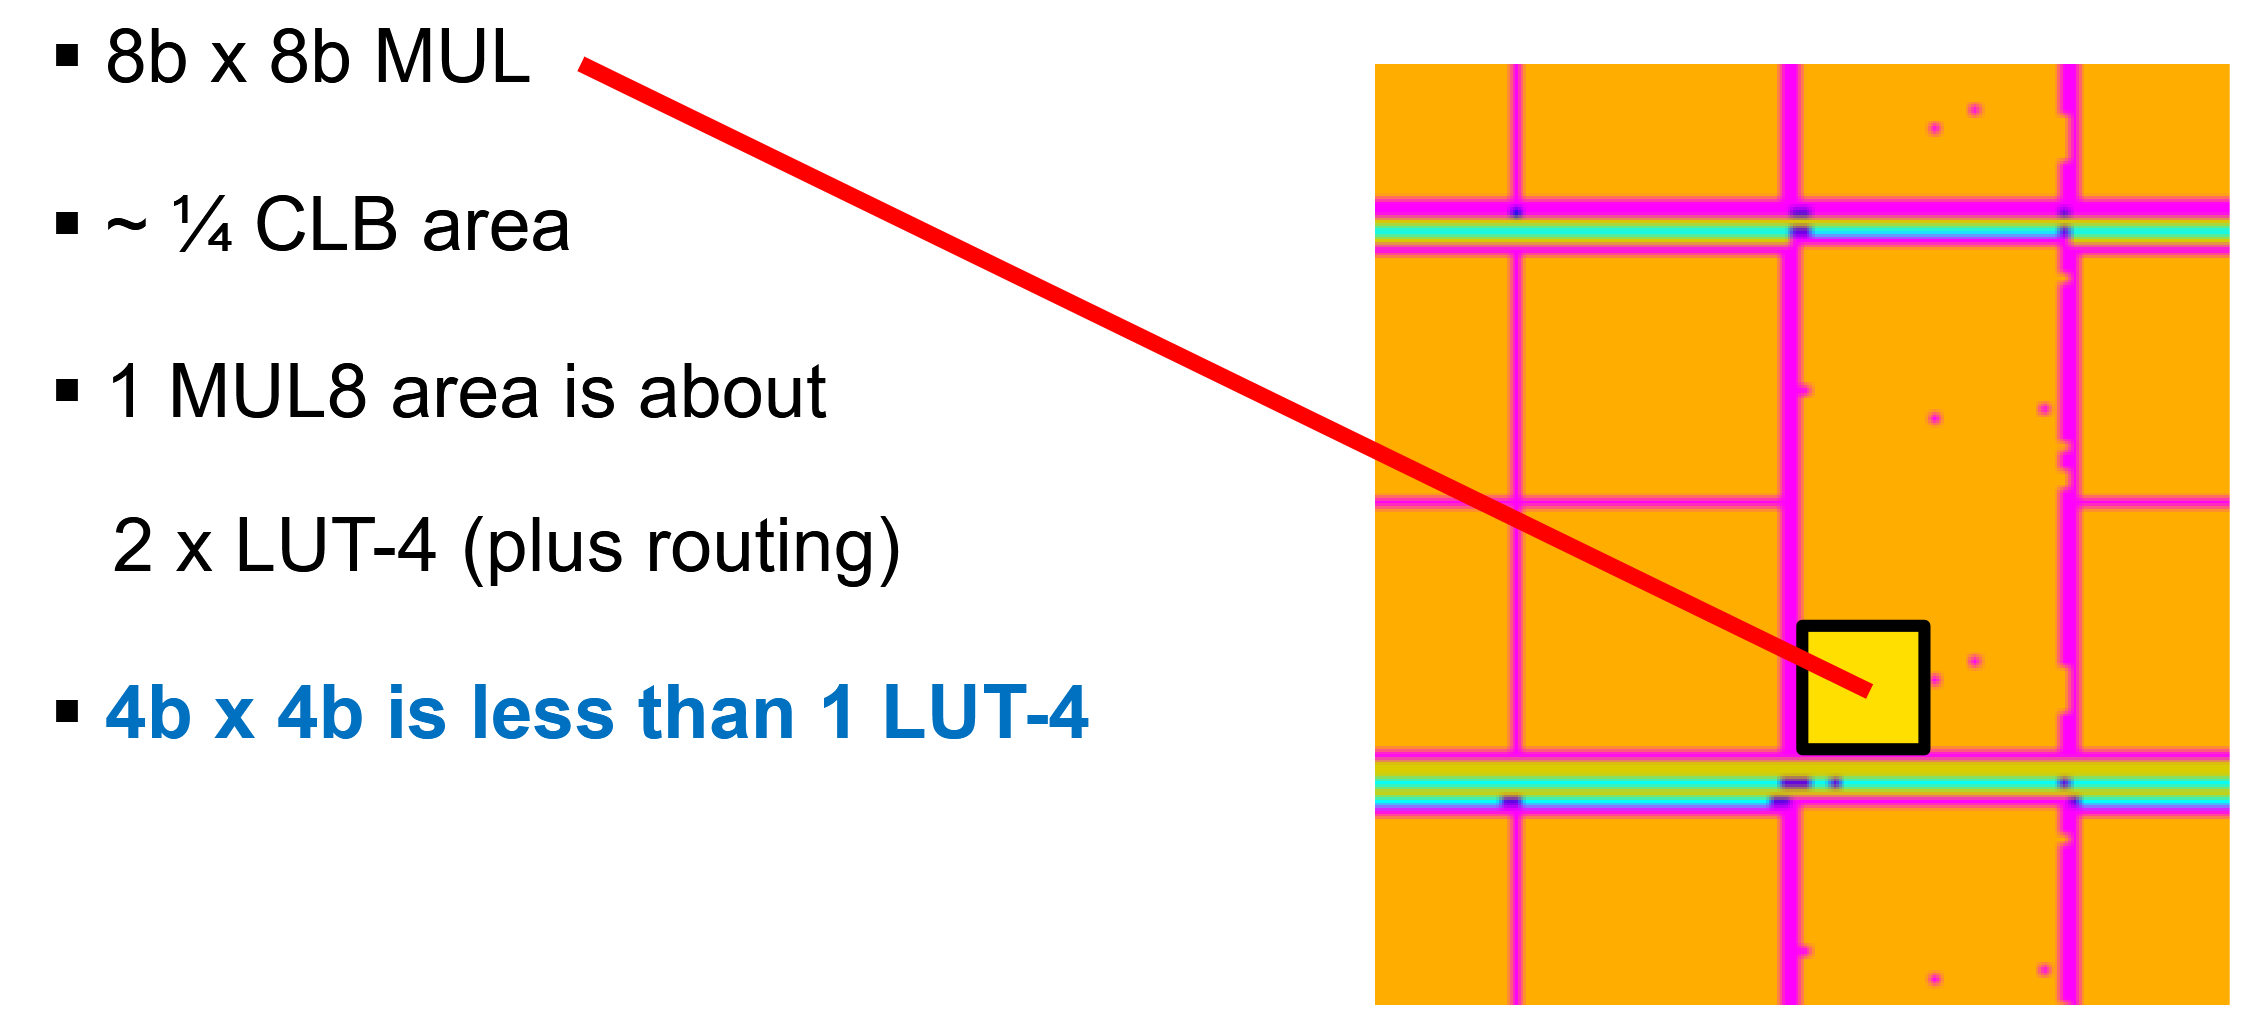 ▪ 8b x 8b MUL
▪ ~ ¼ CLB area
▪ 1 MUL8 area is about
2 x LUT-4 (plus routing)
▪ 4b x 4b is less than 1 LUT-4